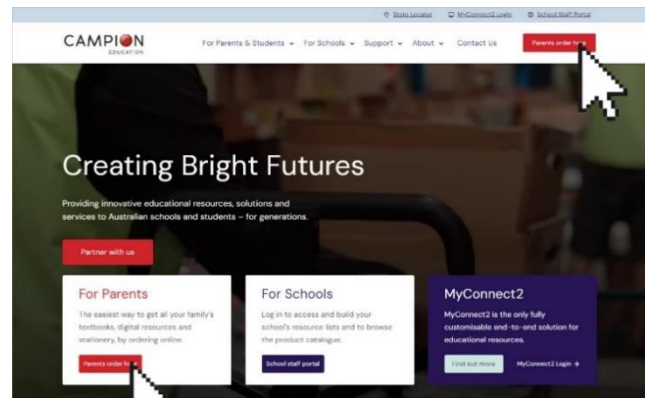 Store Locator MyConnect2 Login School Staff Portal
CAMPION
EDUCATION
For Parents & Students For Schools Support About Contact Us Parents order here
Creating Bright Futures
Providing innovative educational resources, solutions and
services to Australian schools and students – for generations.
Partner with us
For Parents
The easiest way to get all your family's
textbooks, digital resources and
stationery, by ordering online.
Parents order
For Schools
Log in to access and build your
school's resource lists and to browse
the product catalogue.
School staff portal
MyConnect2
MyConnect2 is the only fully
customisable end-to-end solution for
educational resources.
Find out more MyConnect2 Login →